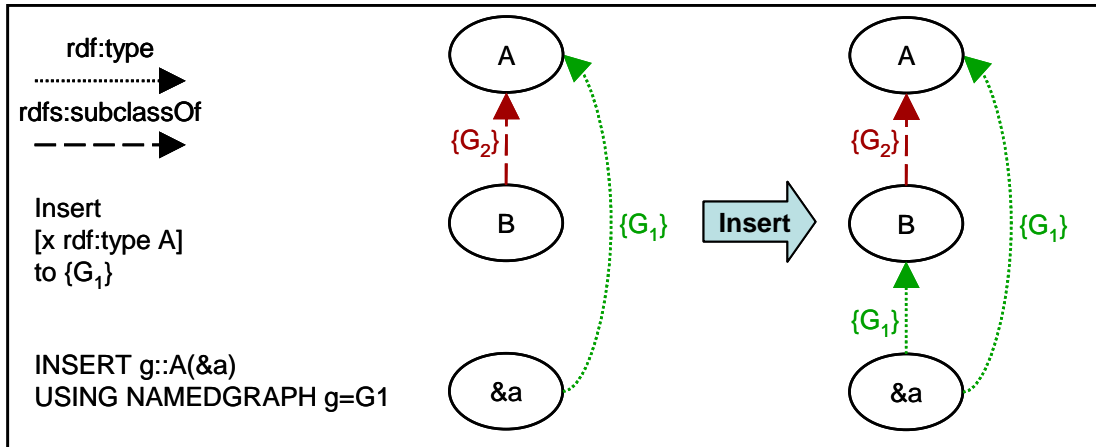 rdf:type
rdfs:subclassOf
Insert
[x rdf:type A]
to {G₁}
INSERT g::A(&a)
USING NAMEDGRAPH g=G1
A
{G₂}
B
{G₁}
&a
Insert
A
{G₂}
B
{G₁}
{G₁}
&a